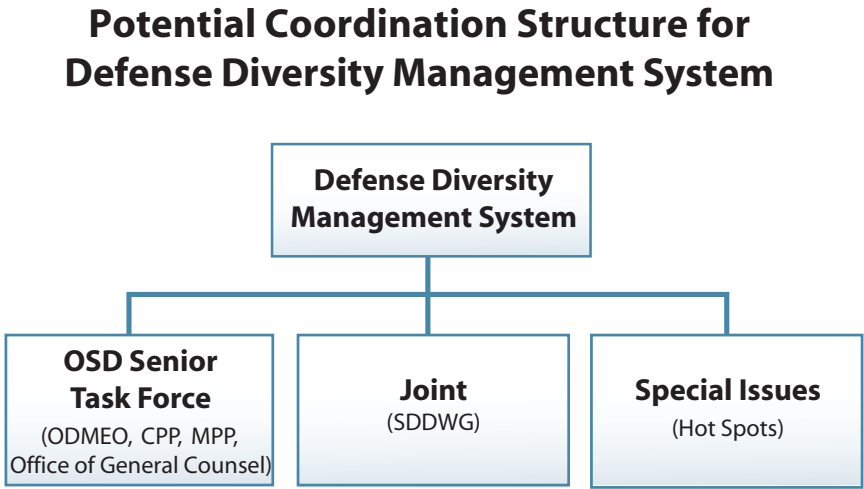 Potential Coordination Structure for
Defense Diversity Management System
Defense Diversity
Management System
OSD Senior
Task Force
(ODMEO, CPP, MPP,
Office of General Counsel)
Joint
(SDDWG)
Special Issues
(Hot Spots)